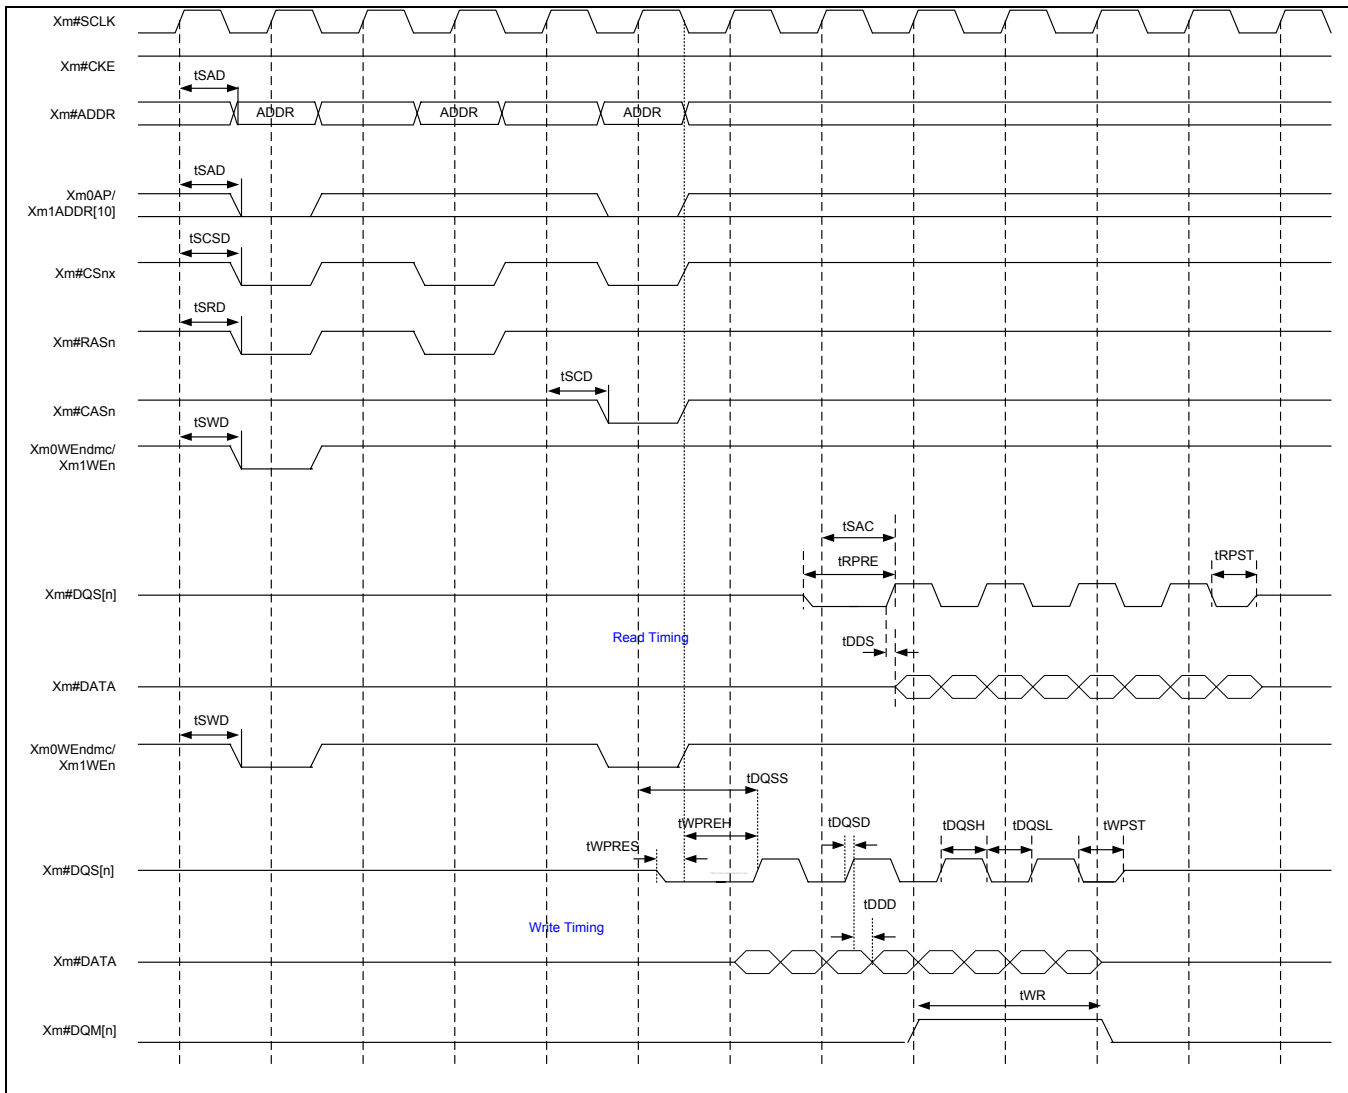 Xm#SCLK
Xm#CKE
tSAD
Xm#ADDR
ADDR
ADDR
ADDR
tSAD
Xm0AP/
Xm1ADDR[10]
tSCSD
Xm#CSnx
tSRD
Xm#RASn
tSCD
Xm#CASn
tSWD
Xm0WEndmc/
Xm1WEn
tSAC
tRPRE
tRPST
Xm#DQS[n]
Read Timing
tDDS
Xm#DATA
tSWD
Xm0WEndmc/
Xm1WEn
tDQSS
tWPREH
tDQSD
tDQSH
tDQSL
tWPST
tWPRES
Xm#DQS[n]
tDDD
Write Timing
Xm#DATA
tWR
Xm#DQM[n]